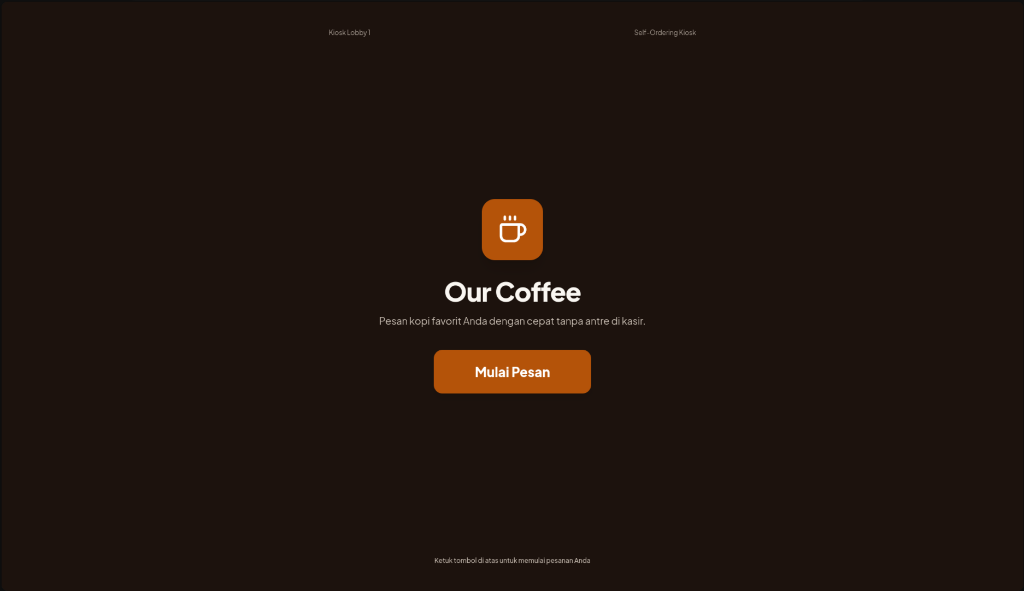 Kiosk Lobby 1
Self-Ordering Kiosk
Our Coffee
Pesan kopi favorit Anda dengan cepat tanpa antre di kasir.
Mulai Pesan
Ketuk tombol di atas untuk memulai pesanan Anda